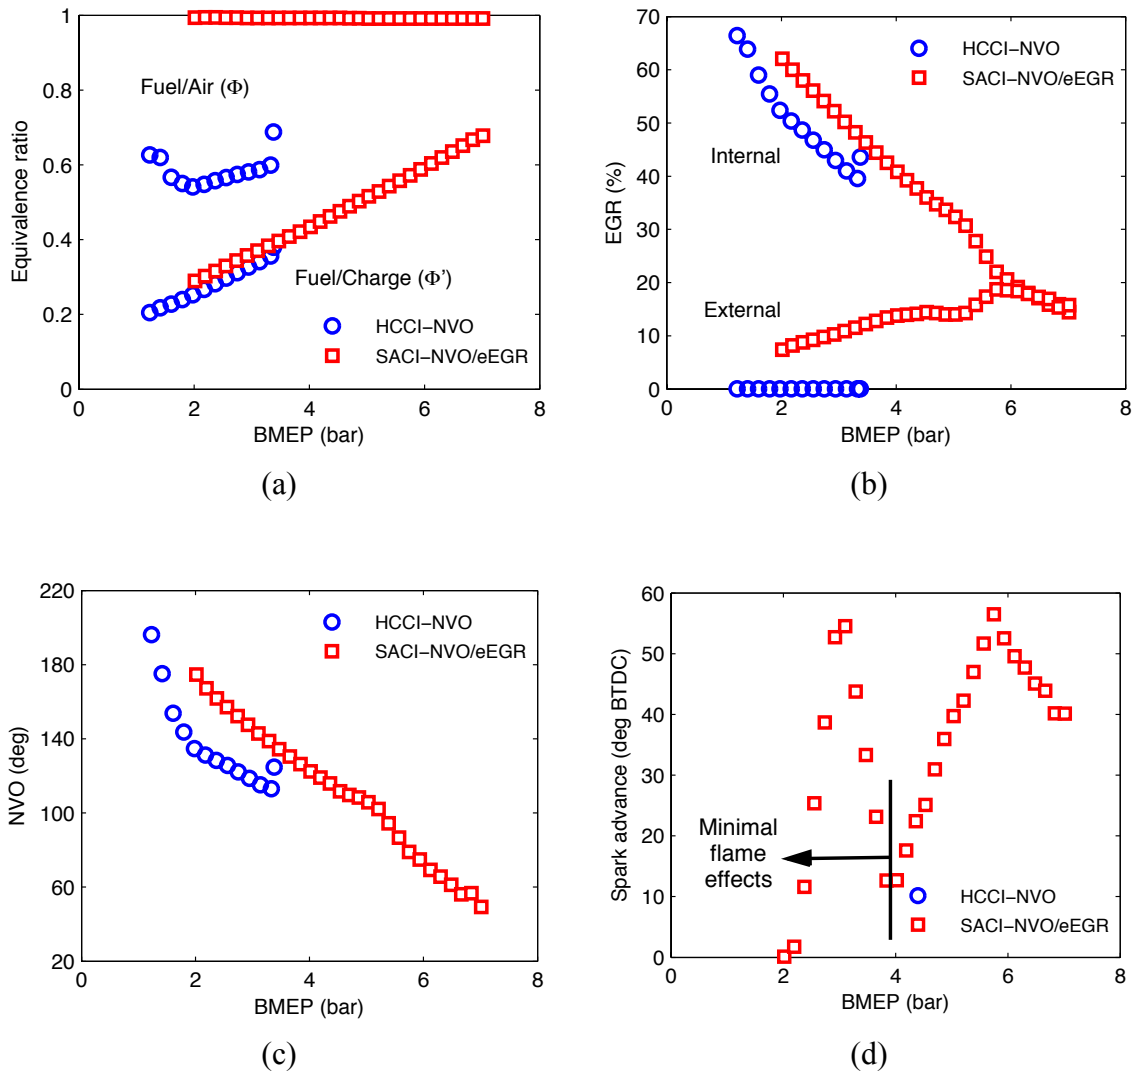 1
0.8
0.6
0.4
0.2
0
0
2
4
6
8
Equivalence ratio
BMEP (bar)
Fuel/Air (Φ)
Fuel/Charge (Φ')
HCCI−NVO
SACI−NVO/eEGR
(a)
70
60
50
40
30
20
10
0
0
2
4
6
8
EGR (%)
BMEP (bar)
HCCI−NVO
SACI−NVO/eEGR
Internal
External
(b)
220
180
140
100
60
20
0
2
4
6
8
NVO (deg)
BMEP (bar)
HCCI−NVO
SACI−NVO/eEGR
(c)
60
50
40
30
20
10
0
0
2
4
6
8
Spark advance (deg BTDC)
BMEP (bar)
Minimal
flame
effects
HCCI−NVO
SACI−NVO/eEGR
(d)